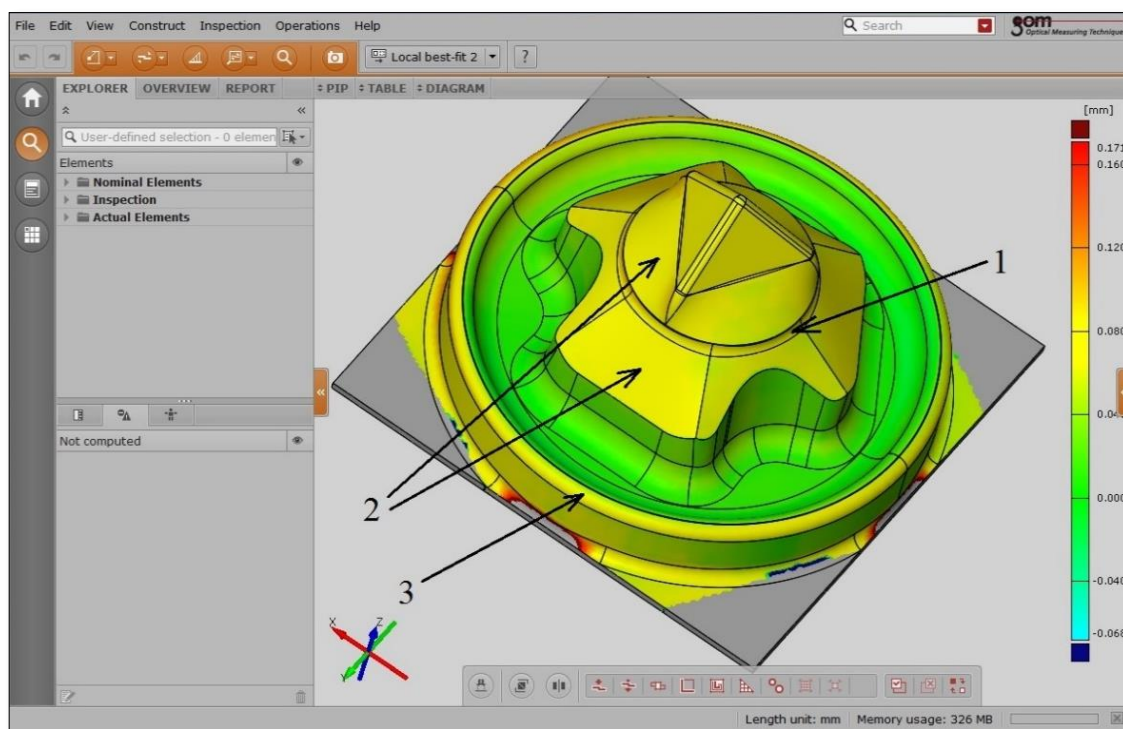 File Edit View Construct Inspection Operations Help
Search
gom
Optical Measuring Technique
Local best-fit 2
?
EXPLORER OVERVIEW REPORT
PIP TABLE DIAGRAM
User-defined selection - 0 elemen
Elements
Nominal Elements
Inspection
Actual Elements
Not computed
[mm]
0.171
0.160
0.120
0.080
0.04
0.000
-0.040
-0.068
1
2
3
X
Y
Z
Length unit: mm Memory usage: 326 MB